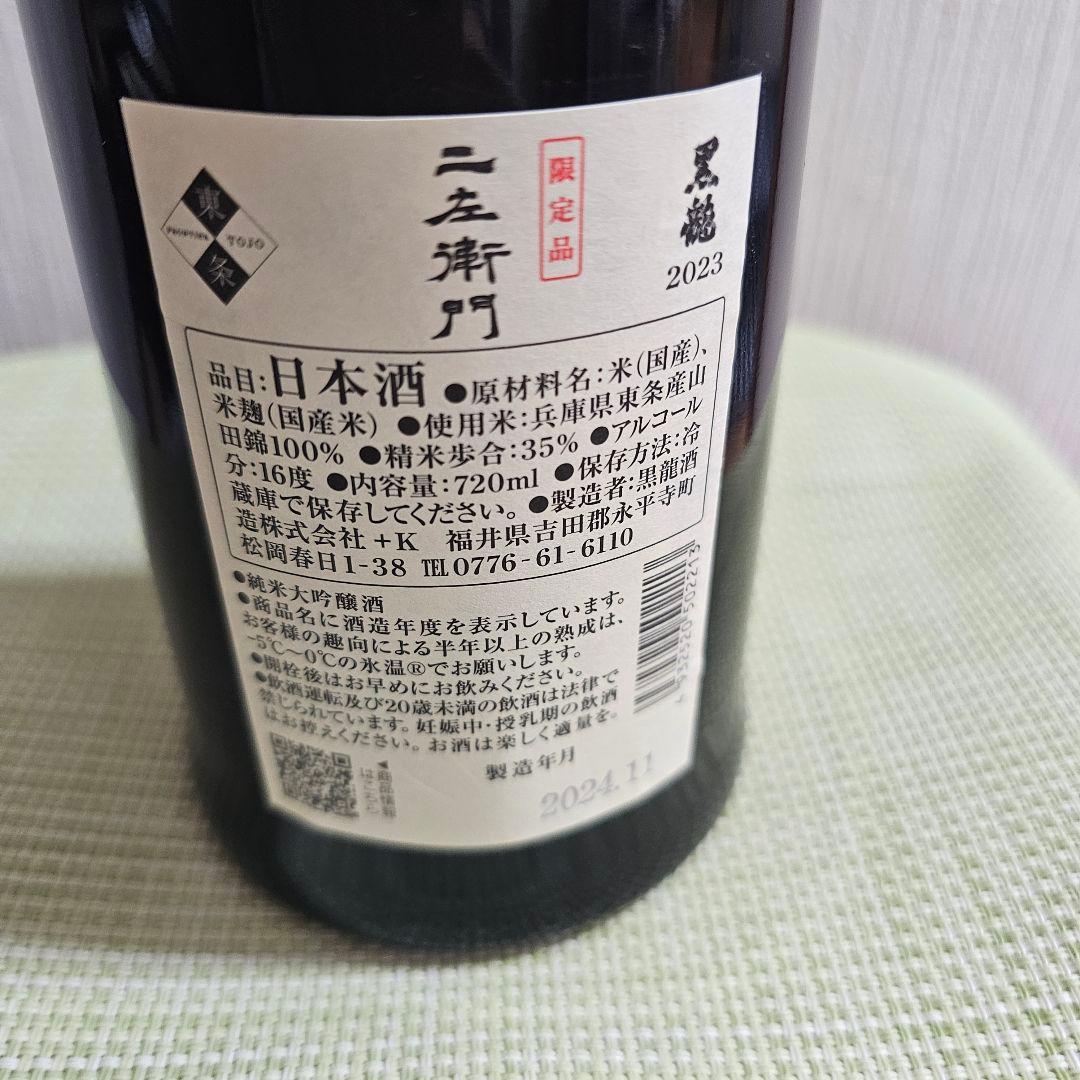 黒龍
2023
限定品
二左衛門
東
TOJO
条
品目:日本酒 ●原材料名:米(国産)、
米麹(国産米) ●使用米:兵庫県東条産山
田錦100% ●精米歩合:35% ●アルコール
分:16度 ●内容量:720ml ●保存方法:冷
蔵庫で保存してください。 ●製造者:黒龍酒
造株式会社+K 福井県吉田郡永平寺町
松岡春日1-38 TEL0776-61-6110
●純米大吟醸酒
●商品名に酒造年度を表示しています。
お客様の趣向による半年以上の熟成は、
-5℃〜0℃の氷温®でお願いします。
●開栓後はお早めにお飲みください。
●飲酒運転及び20歳未満の飲酒は法律で
禁じられています。妊娠中・授乳期の飲酒
はお控えください。お酒は楽しく適量を。
◀商品情報
はこちら
製造年月
2024.11
4 932520 502213